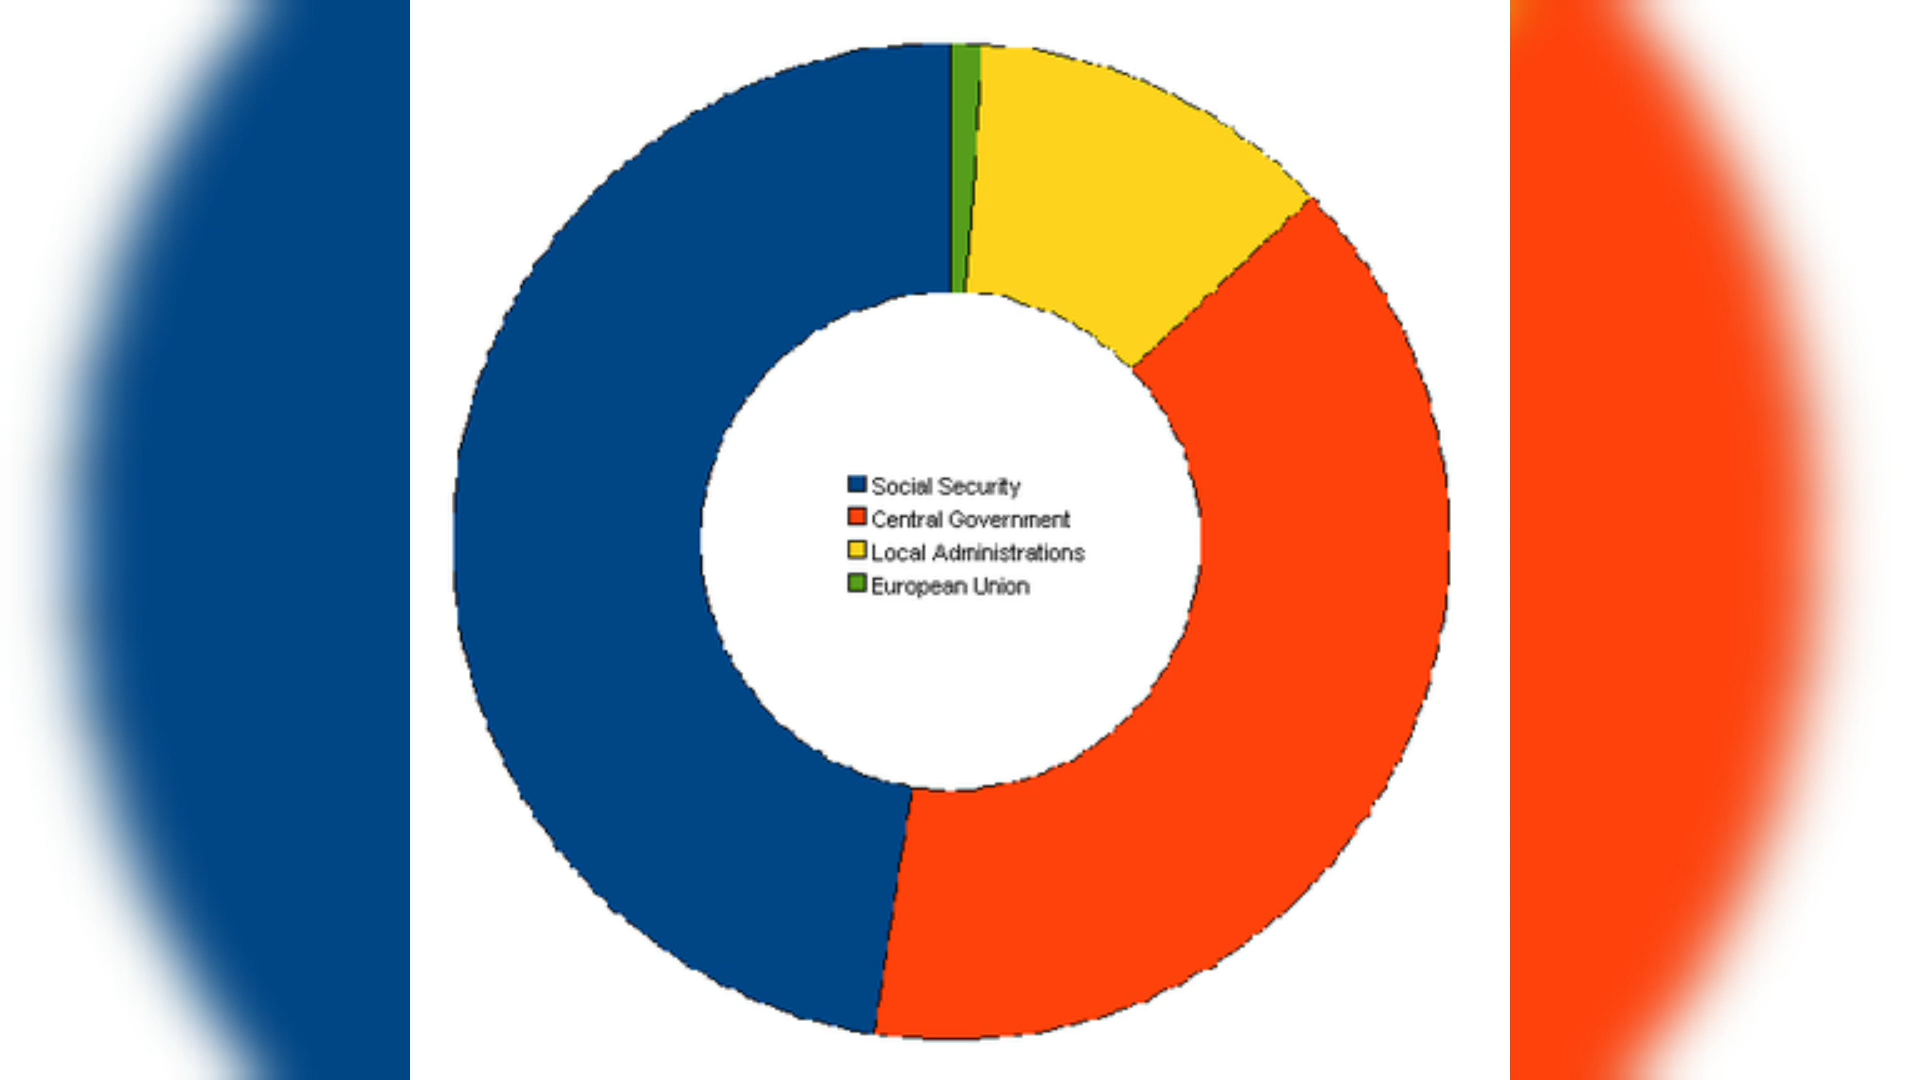 Social Security
Central Government
Local Administrations
European Union